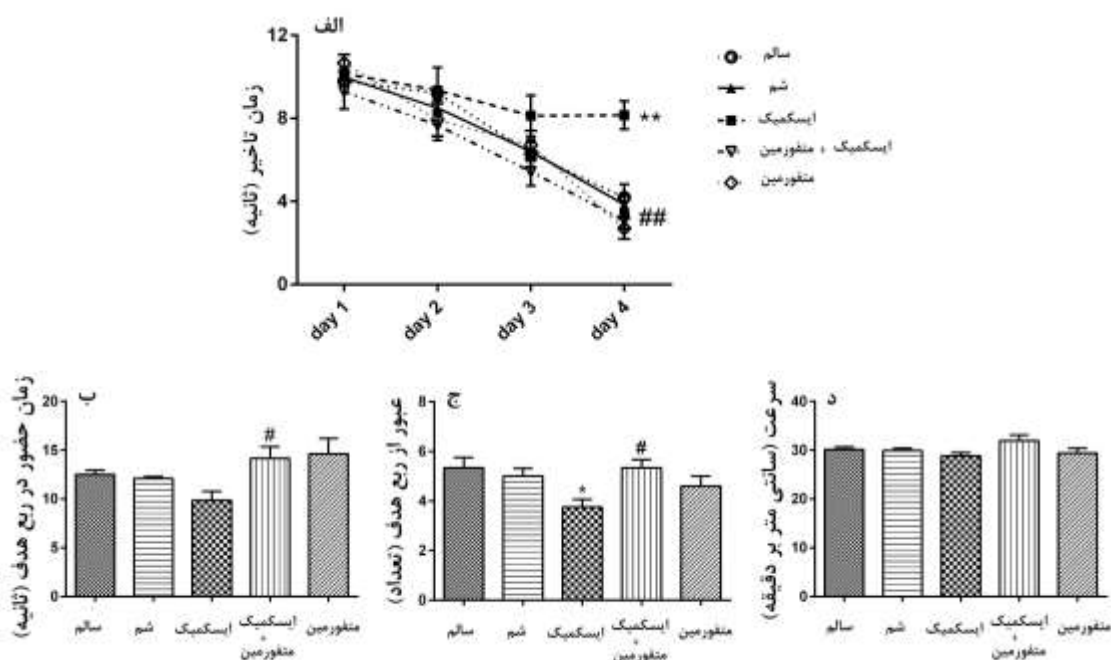 الف
زمان تاخیر (ثانیه)
12
8
4
0
**
##
day 1
day 2
day 3
day 4
سالم
شم
ایسکمیک
ایسکمیک + متفورمین
متفورمین
ب
زمان حضور در ربع هدف (ثانیه)
20
15
10
5
0
#
سالم
شم
ایسکمیک
ایسکمیک
+
متفورمین
متفورمین
ج
عبور از ربع هدف (تعداد)
8
6
4
2
0
*
#
سالم
شم
ایسکمیک
ایسکمیک
+
متفورمین
متفورمین
د
سرعت (سانتی متر بر دقیقه)
40
30
20
10
0
سالم
شم
ایسکمیک
ایسکمیک
+
متفورمین
متفورمین